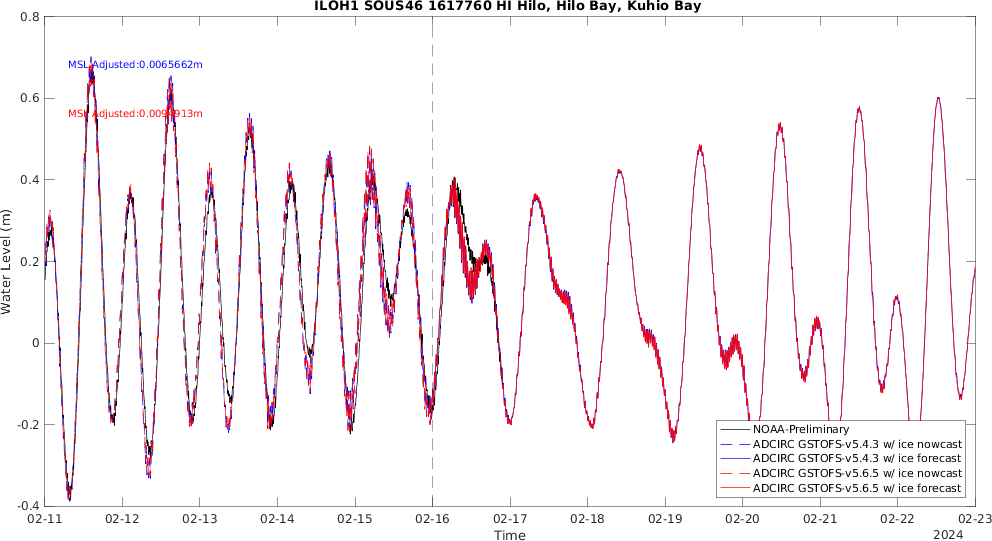 ILOH1 SOUS46 1617760 HI Hilo, Hilo Bay, Kuhio Bay
0.8
MSL Adjusted:0.0065662m
0.6
MSL Adjusted:
0.4
Water Level (m)
0.2
0
-0.2
NOAA-Preliminary
ADCIRC GSTOFS-v5.4.3 w/ ice nowcast
ADCIRC GSTOFS-v5.4.3 w/ ice forecast
ADCIRC GSTOFS-v5.6.5 w/ ice nowcast
ADCIRC GSTOFS-v5.6.5 w/ ice forecast
-0.4
02-11 02-12 02-13 02-14 02-15 02-16 02-17 02-18 02-19 02-20 02-21 02-22 02-23
Time
2024